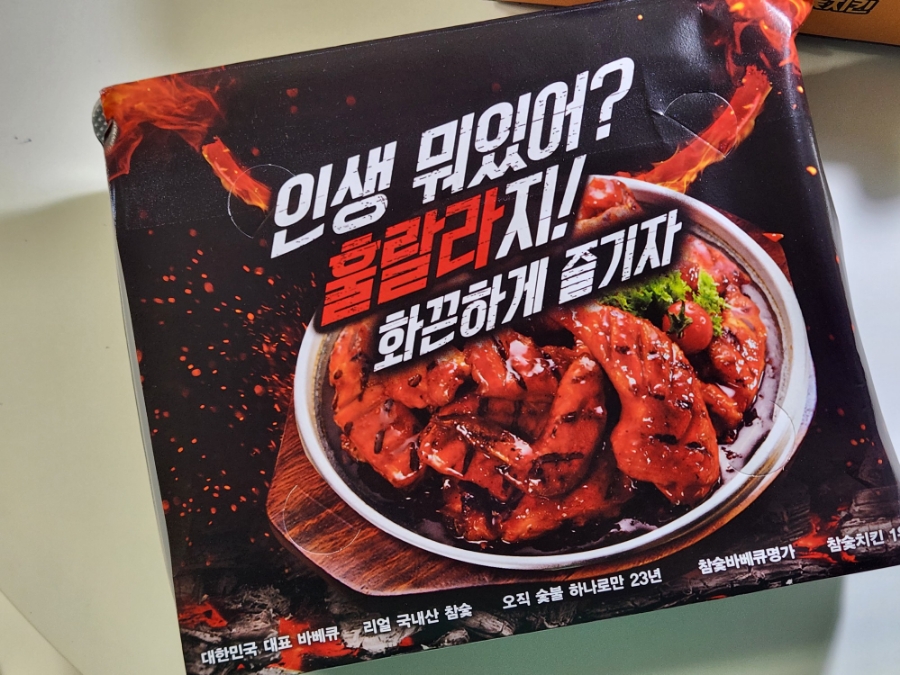 인생 뭐있어?
훌랄라지!
화끈하게 즐기자
대한민국 대표 바베큐 리얼 국내산 참숯 오직 숯불 하나로만 23년 참숯바베큐명가 참숯치킨